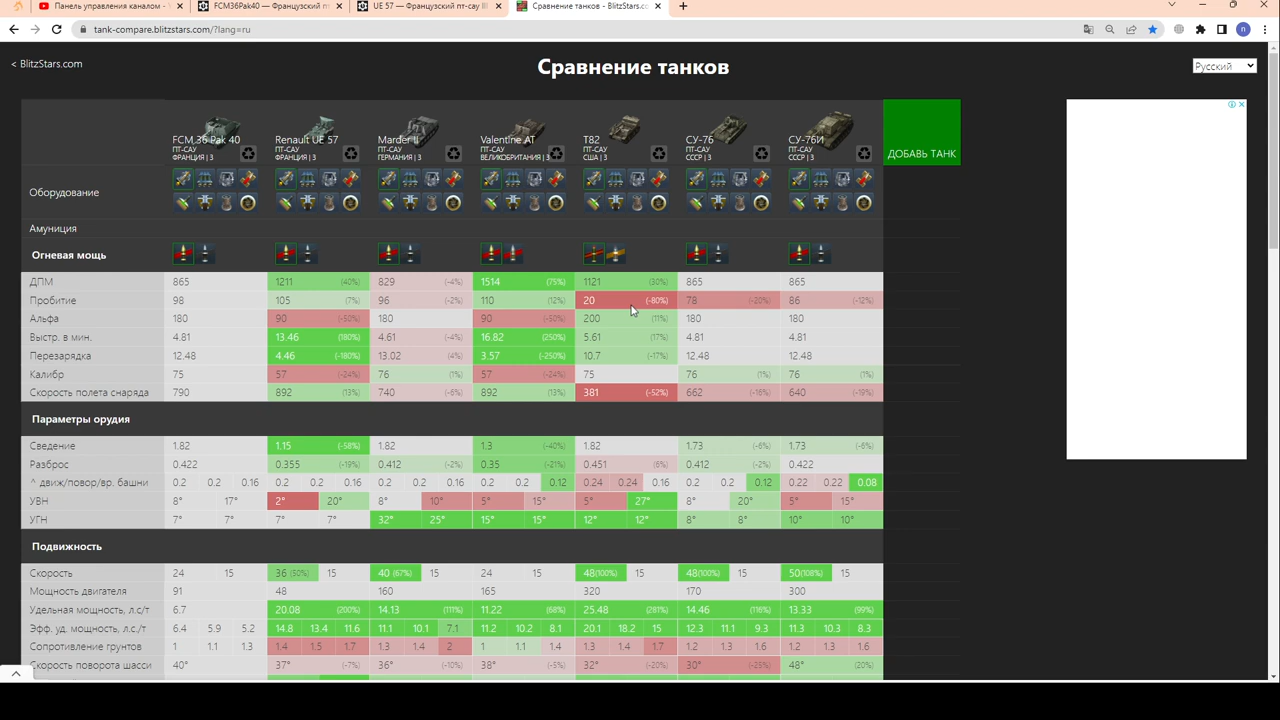 Панель управления каналом -
FCM36Pak40 — Французский пт
UE 57 — Французский пт-сау Bl
Сравнение танков - BlitzStars.co
tank-compare.blitzstars.com/?lang=ru
п
< BlitzStars.com
Сравнение танков
Русский
FCM 36 Pak 40 Renault UE 57 Marder II Valentine AT T82 СУ-76 СУ-76И
ПТ-САУ ПТ-САУ ПТ-САУ ПТ-САУ ПТ-САУ ПТ-САУ ПТ-САУ
ФРАНЦИЯ | 3 ФРАНЦИЯ | 3 ГЕРМАНИЯ | 3 ВЕЛИКОБРИТАНИЯ | 3 США | 3 СССР | 3 СССР | 3
ДОБАВЬ ТАНК
Оборудование
Амуниция
Огневая мощь
ДПМ 865 1211 (40%) 829 (-4%) 1514 (75%) 1121 (30%) 865 865
Пробитие 98 105 (7%) 96 (-2%) 110 (12%) 20 (-80%) 78 (-20%) 86 (-12%)
Альфа 180 90 (-50%) 180 90 (-50%) 200 (11%) 180 180
Выстр. в мин. 4.81 13.46 (180%) 4.61 (-4%) 16.82 (250%) 5.61 (17%) 4.81 4.81
Перезарядка 12.48 4.46 (-180%) 13.02 (4%) 3.57 (-250%) 10.7 (-17%) 12.48 12.48
Калибр 75 57 (-24%) 76 (1%) 57 (-24%) 75 76 (1%) 76 (1%)
Скорость полета снаряда 790 892 (13%) 740 (-6%) 892 (13%) 381 (-52%) 662 (-16%) 640 (-19%)
Параметры орудия
Сведение 1.82 1.15 (-58%) 1.82 1.3 (-40%) 1.82 1.73 (-6%) 1.73 (-6%)
Разброс 0.422 0.355 (-19%) 0.412 (-2%) 0.35 (-21%) 0.451 (6%) 0.412 (-2%) 0.422
^ движ/повор/вр. башни 0.2 0.2 0.16 0.2 0.2 0.16 0.2 0.2 0.16 0.2 0.2 0.12 0.24 0.24 0.16 0.2 0.2 0.12 0.22 0.22 0.08
УВН 8° 17° 2° 20° 8° 10° 5° 15° 5° 27° 8° 20° 5° 15°
УГН 7° 7° 7° 7° 32° 25° 15° 15° 12° 12° 8° 8° 10° 10°
Подвижность
Скорость 24 15 36 (50%) 15 40 (67%) 15 24 15 48(100%) 15 48(100%) 15 50(108%) 15
Мощность двигателя 91 48 160 165 320 170 300
Удельная мощность, л.с/т 6.7 20.08 (200%) 14.13 (111%) 11.22 (68%) 25.48 (281%) 14.46 (116%) 13.33 (99%)
Эфф. уд. мощность, л.с./т 6.4 5.9 5.2 14.8 13.4 11.6 11.1 10.1 7.1 11.2 10.2 8.1 20.1 18.2 15 12.3 11.1 9.3 11.3 10.3 8.3
Сопротивление грунтов 1 1.1 1.3 1.4 1.5 1.7 1.3 1.4 2 1 1.1 1.4 1.3 1.4 1.7 1.2 1.3 1.6 1.2 1.3 1.6
Скорость поворота шасси 40° 37° (-7%) 36° (-10%) 38° (-5%) 32° (-20%) 30° (-25%) 48° (20%)